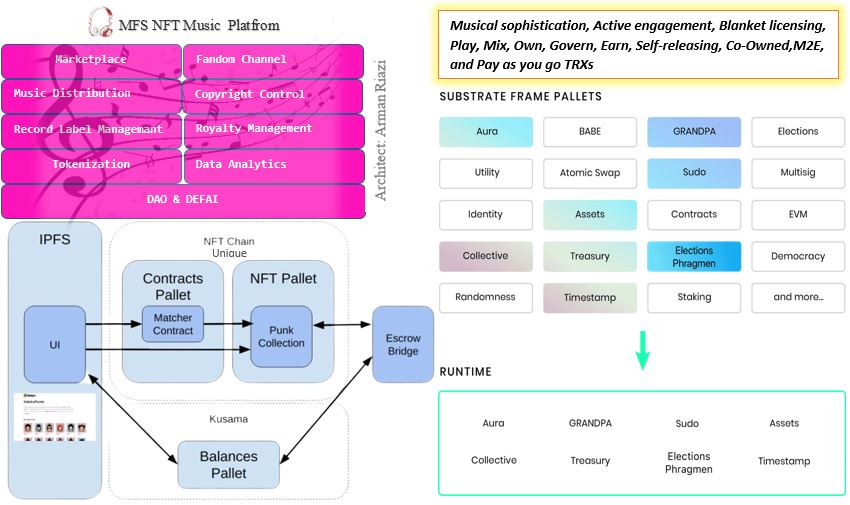 MFS NFT Music Platfrom
Marketplace
Fandom Channel
Music Distribution
Copyright Control
Record Label Managemant
Royalty Management
Tokenization
Data Analytics
DAO & DEFAI
Architect: Arman Riazi
IPFS
UI
NFT Chain
Unique
Contracts
Pallet
Matcher
Contract
NFT Pallet
Punk
Collection
Escrow
Bridge
Kusama
Balances
Pallet
Musical sophistication, Active engagement, Blanket licensing,
Play, Mix, Own, Govern, Earn, Self-releasing, Co-Owned,M2E,
and Pay as you go TRXs
SUBSTRATE FRAME PALLETS
Aura
BABE
GRANDPA
Elections
Utility
Atomic Swap
Sudo
Multisig
Identity
Assets
Contracts
EVM
Collective
Treasury
Elections
Phragmen
Democracy
Randomness
Timestamp
Staking
and more...
RUNTIME
Aura
GRANDPA
Sudo
Assets
Collective
Treasury
Elections
Phragmen
Timestamp